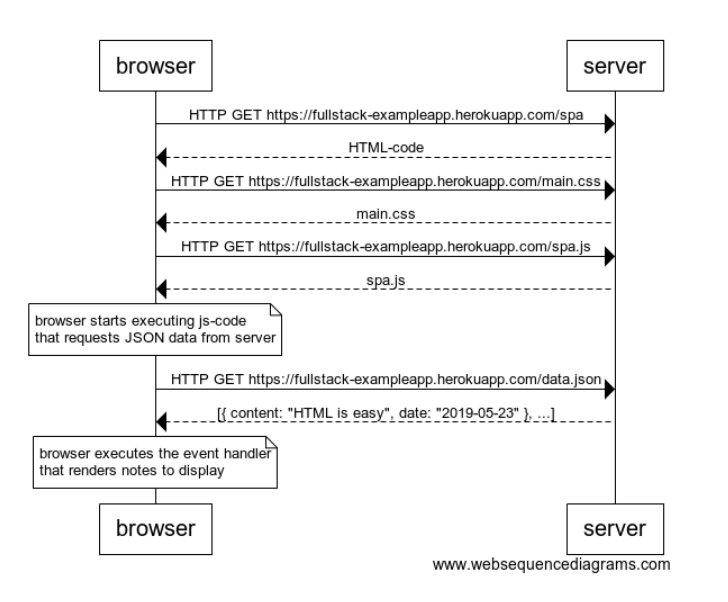 browser
server
HTTP GET https://fullstack-exampleapp.herokuapp.com/spa
HTML-code
HTTP GET https://fullstack-exampleapp.herokuapp.com/main.css
main.css
HTTP GET https://fullstack-exampleapp.herokuapp.com/spa.js
spa.js
browser starts executing js-code
that requests JSON data from server
HTTP GET https://fullstack-exampleapp.herokuapp.com/data.json
[{ content: "HTML is easy", date: "2019-05-23" }, ...]
browser executes the event handler
that renders notes to display
browser
server
www.websequencediagrams.com